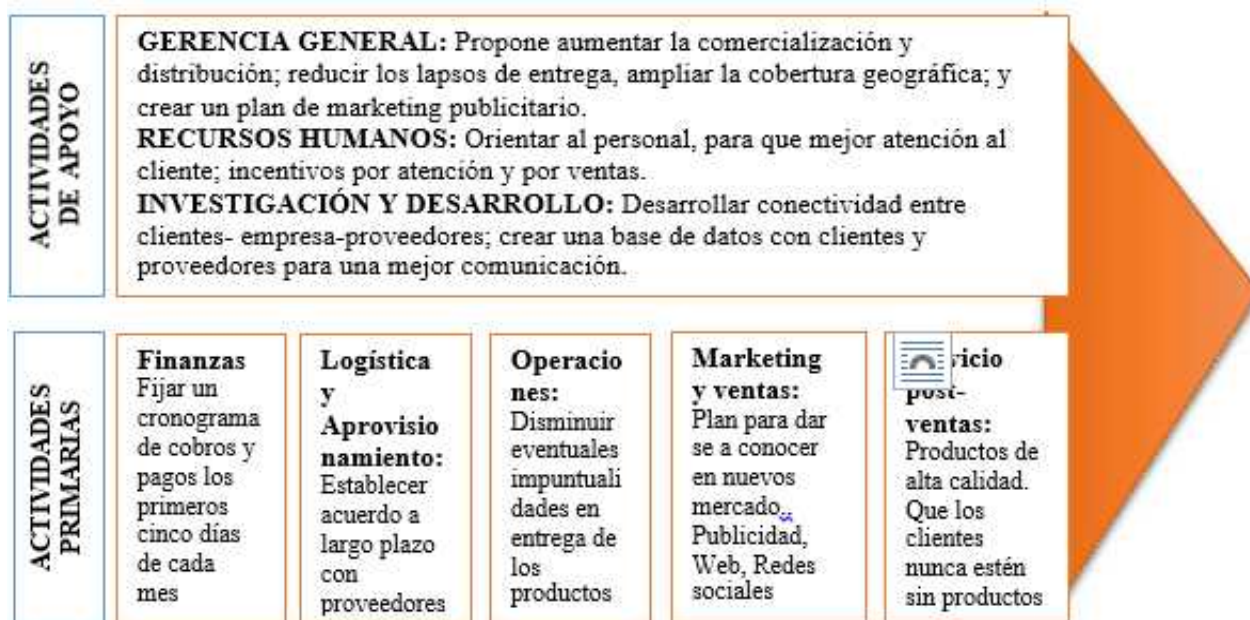 ACTIVIDADES
DE APOYO
GERENCIA GENERAL: Propone aumentar la comercialización y
distribución; reducir los lapsos de entrega, ampliar la cobertura geográfica; y
crear un plan de marketing publicitario.
RECURSOS HUMANOS: Orientar al personal, para que mejor atención al
cliente; incentivos por atención y por ventas.
INVESTIGACIÓN Y DESARROLLO: Desarrollar conectividad entre
clientes- empresa-proveedores; crear una base de datos con clientes y
proveedores para una mejor comunicación.
ACTIVIDADES
PRIMARIAS
Finanzas
Fijar un
cronograma
de cobros y
pagos los
primeros
cinco días
de cada
mes
Logística
y
Aprovisio
namiento:
Establecer
acuerdo a
largo plazo
con
proveedores
Operacio
nes:
Disminuir
eventuales
impuntuali
dades en
entrega de
los
productos
Marketing
y ventas:
Plan para dar
se a conocer
en nuevos
mercado..
Publicidad,
Web, Redes
sociales
vicio
post-
ventas:
Productos de
alta calidad.
Que los
clientes
nunca estén
sin productos